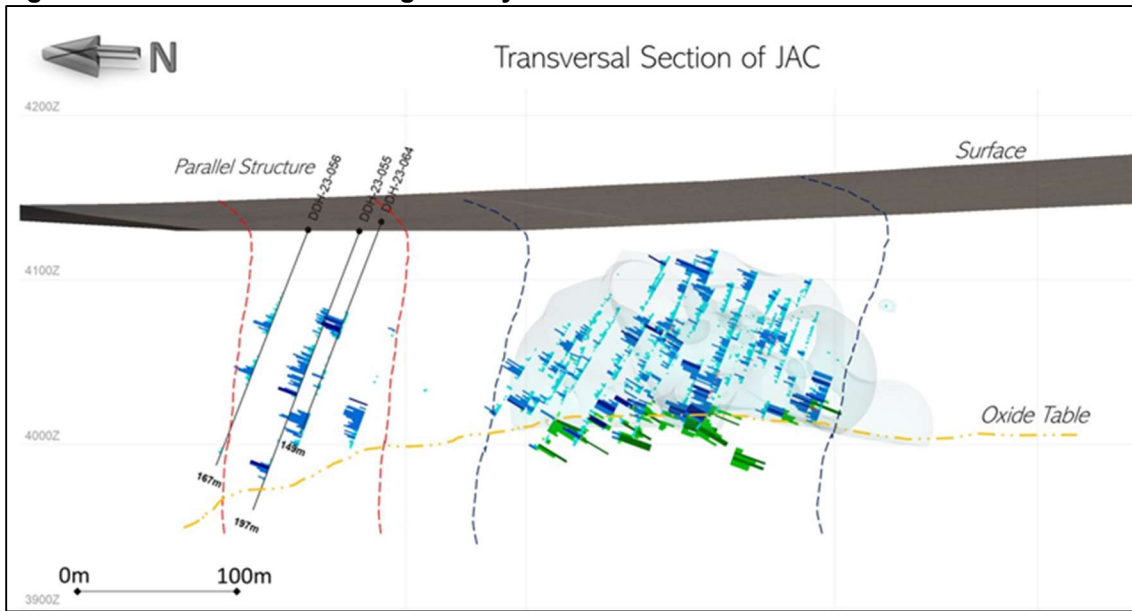 N
Transversal Section of JAC
4200Z
Parallel Structure
DDH-23-056
DDH-23-055
DDH-23-064
Surface
4100Z
Oxide Table
4000Z
149m
167m
197m
0m
100m
3900Z